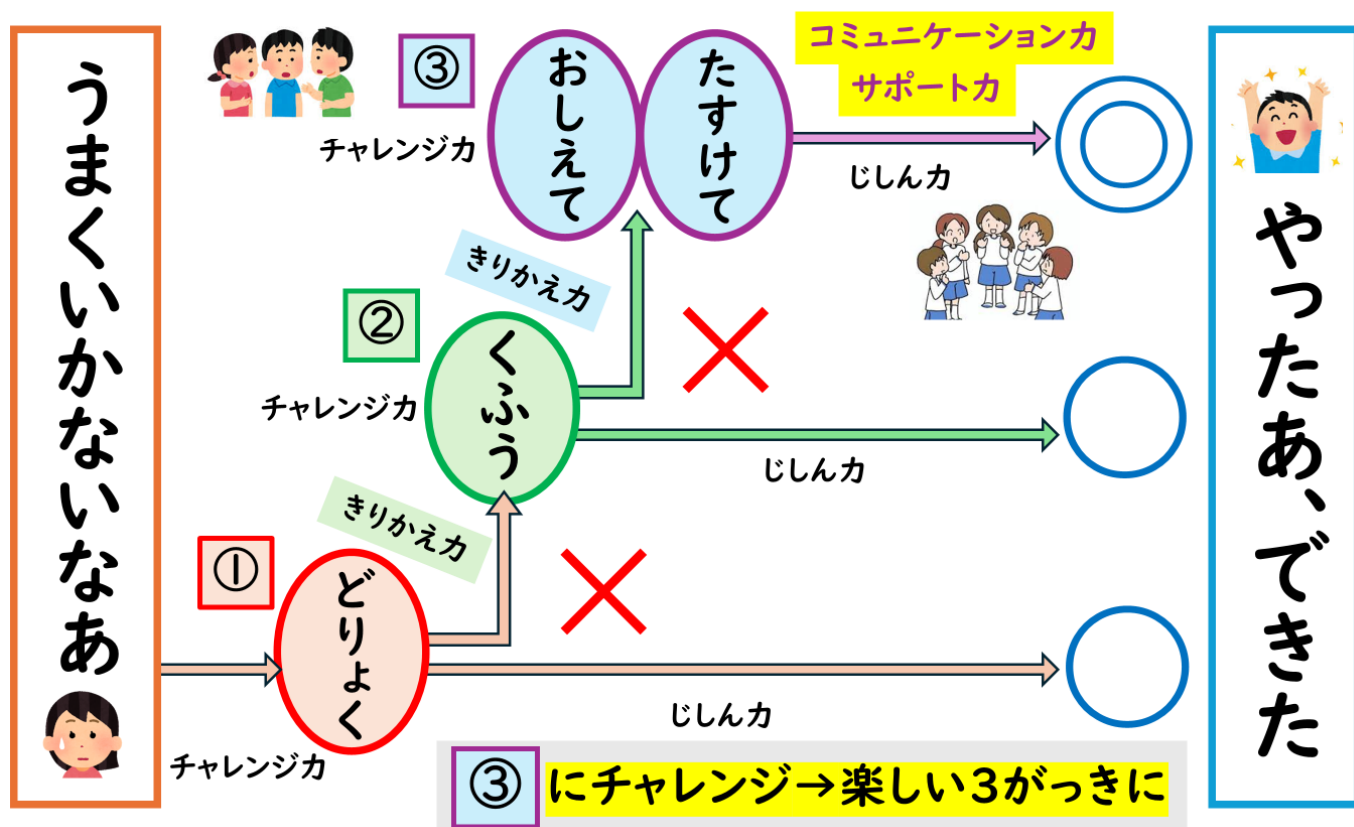 うまくいかないなあ
③
チャレンジ力
おしえて
たすけて
コミュニケーション力
サポート力
じしん力
きりかえ力
②
チャレンジ力
くふう
じしん力
きりかえ力
①
どりょく
チャレンジ力
じしん力
③にチャレンジ→楽しい3がっきに
やったあ、できた